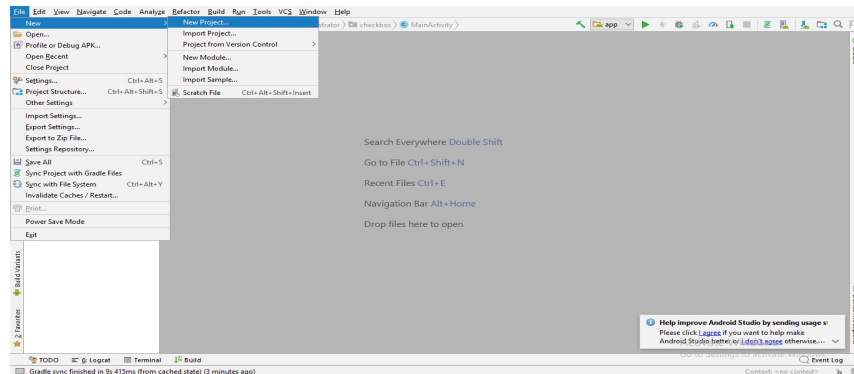 File Edit View Navigate Code Analyze Refactor Build Run Tools VCS Window Help
New
New Project...
checkbox MainActivity
app
Open...
Import Project...
Profile or Debug APK...
Project from Version Control
Open Recent
New Module...
Close Project
Import Module...
Settings... Ctrl+Alt+S
Import Sample...
Project Structure... Ctrl+Alt+Shift+S
Scratch File Ctrl+Alt+Shift+Insert
Other Settings
Import Settings...
Export Settings...
Export to Zip File...
Settings Repository...
Save All Ctrl+S
Sync Project with Gradle Files
Sync with File System Ctrl+Alt+Y
Invalidate Caches / Restart...
Print...
Power Save Mode
Exit
Search Everywhere Double Shift
Go to File Ctrl+Shift+N
Recent Files Ctrl+E
Navigation Bar Alt+Home
Drop files here to open
Build Variants
2: Favorites
Help improve Android Studio by sending usage
Please click I agree if you want to help make
Android Studio better or I don't agree otherwise....
Go to Settings to activate Windows.
TODO 6: Logcat Terminal Build
Event Log
Gradle sync finished in 9s 415ms (from cached state) (3 minutes ago)
Context: <no context>